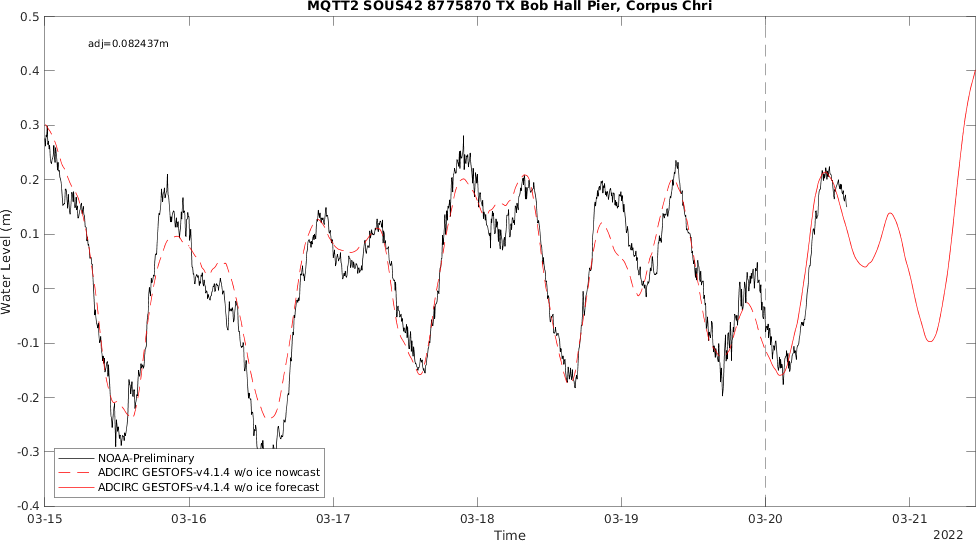 MQTT2 SOUS42 8775870 TX Bob Hall Pier, Corpus Chri
adj=0.082437m
0.5
0.4
0.3
0.2
0.1
0
-0.1
-0.2
-0.3
-0.4
Water Level (m)
NOAA-Preliminary
ADCIRC GESTOFS-v4.1.4 w/o ice nowcast
ADCIRC GESTOFS-v4.1.4 w/o ice forecast
03-15 03-16 03-17 03-18 03-19 03-20 03-21
Time
2022